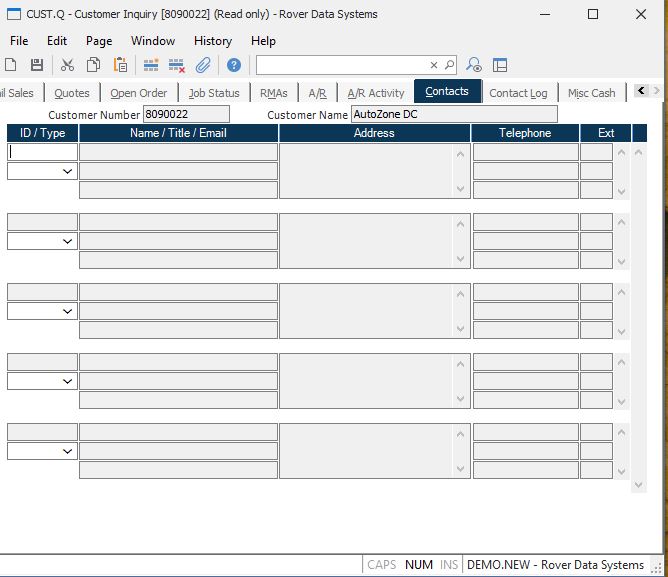 CUST.Q - Customer Inquiry [8090022] (Read only) - Rover Data Systems
File Edit Page Window History Help
il Sales Quotes Open Order Job Status RMAs A/R A/R Activity Contacts Contact Log Misc Cash
Customer Number 8090022 Customer Name AutoZone DC
ID / Type Name / Title / Email Address Telephone Ext
CAPS NUM INS DEMO.NEW - Rover Data Systems